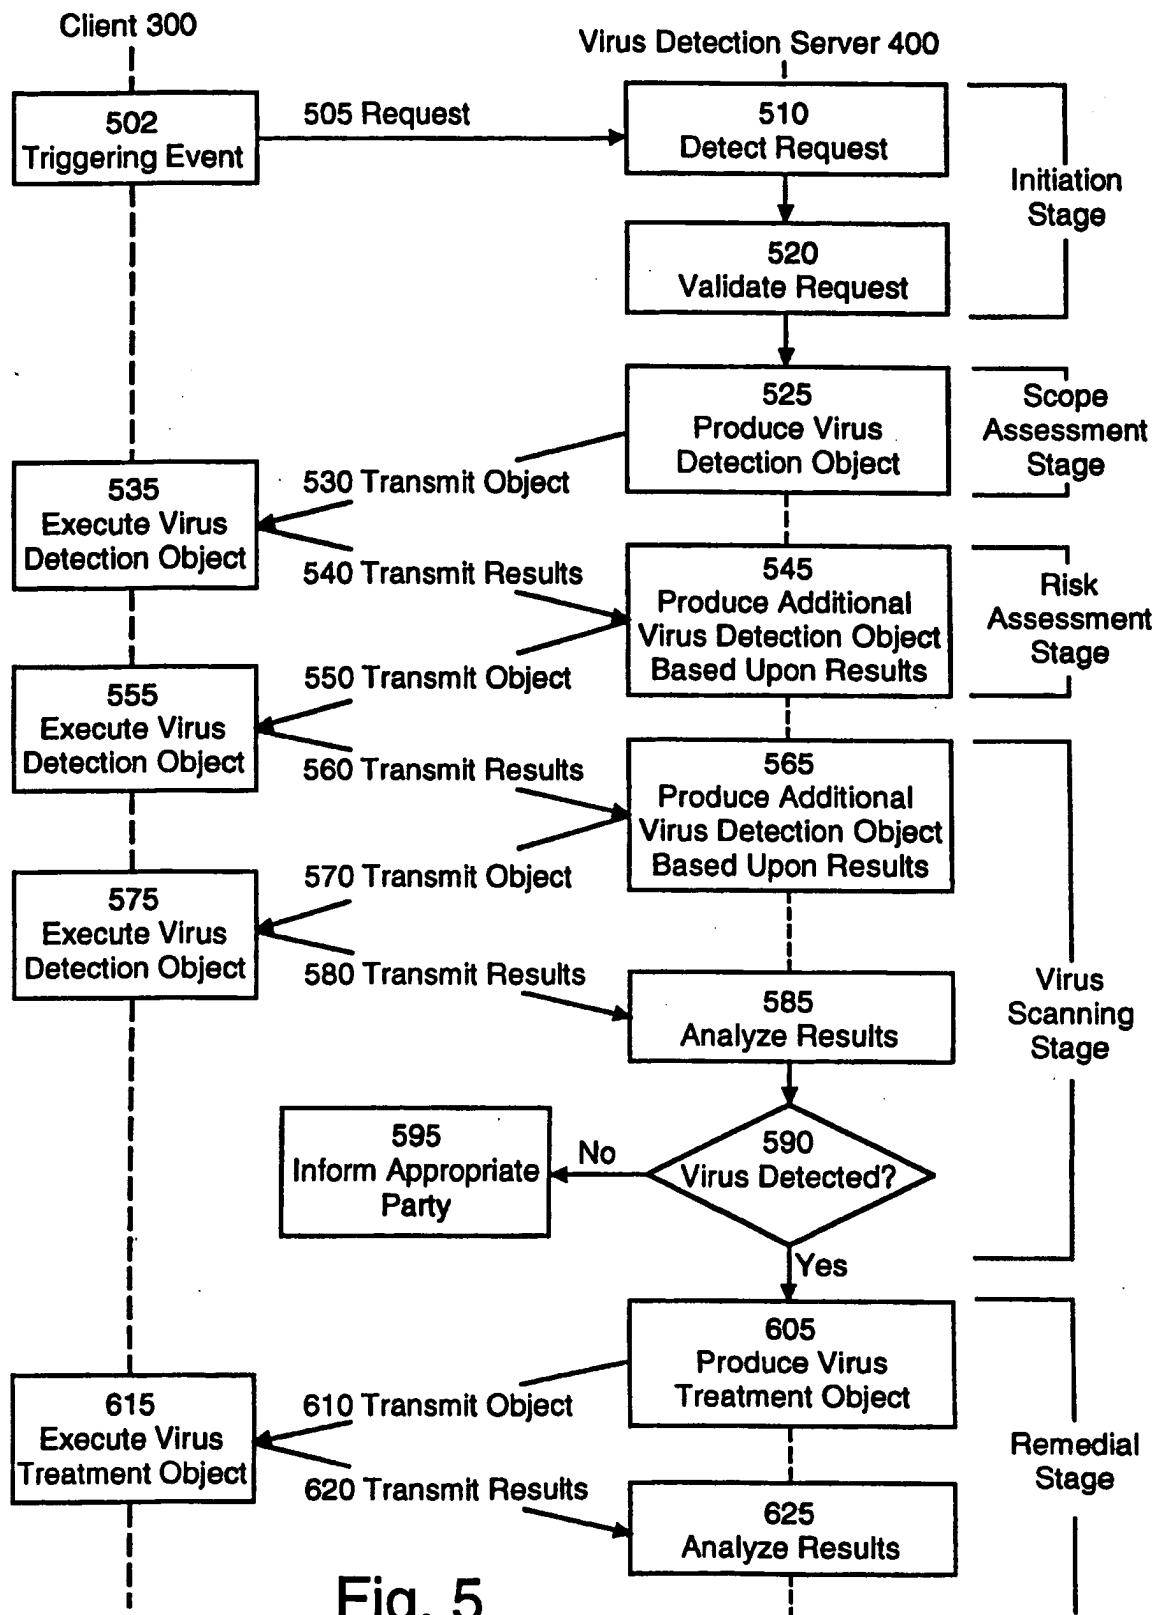 Client 300
Virus Detection Server 400
502
Triggering Event
505 Request
510
Detect Request
Initiation
Stage
520
Validate Request
525
Produce Virus
Detection Object
Scope
Assessment
Stage
530 Transmit Object
535
Execute Virus
Detection Object
540 Transmit Results
545
Produce Additional
Virus Detection Object
Based Upon Results
Risk
Assessment
Stage
550 Transmit Object
555
Execute Virus
Detection Object
560 Transmit Results
565
Produce Additional
Virus Detection Object
Based Upon Results
570 Transmit Object
575
Execute Virus
Detection Object
580 Transmit Results
585
Analyze Results
Virus
Scanning
Stage
590
Virus Detected?
No
595
Inform Appropriate
Party
Yes
605
Produce Virus
Treatment Object
610 Transmit Object
615
Execute Virus
Treatment Object
620 Transmit Results
625
Analyze Results
Remedial
Stage
Fig. 5